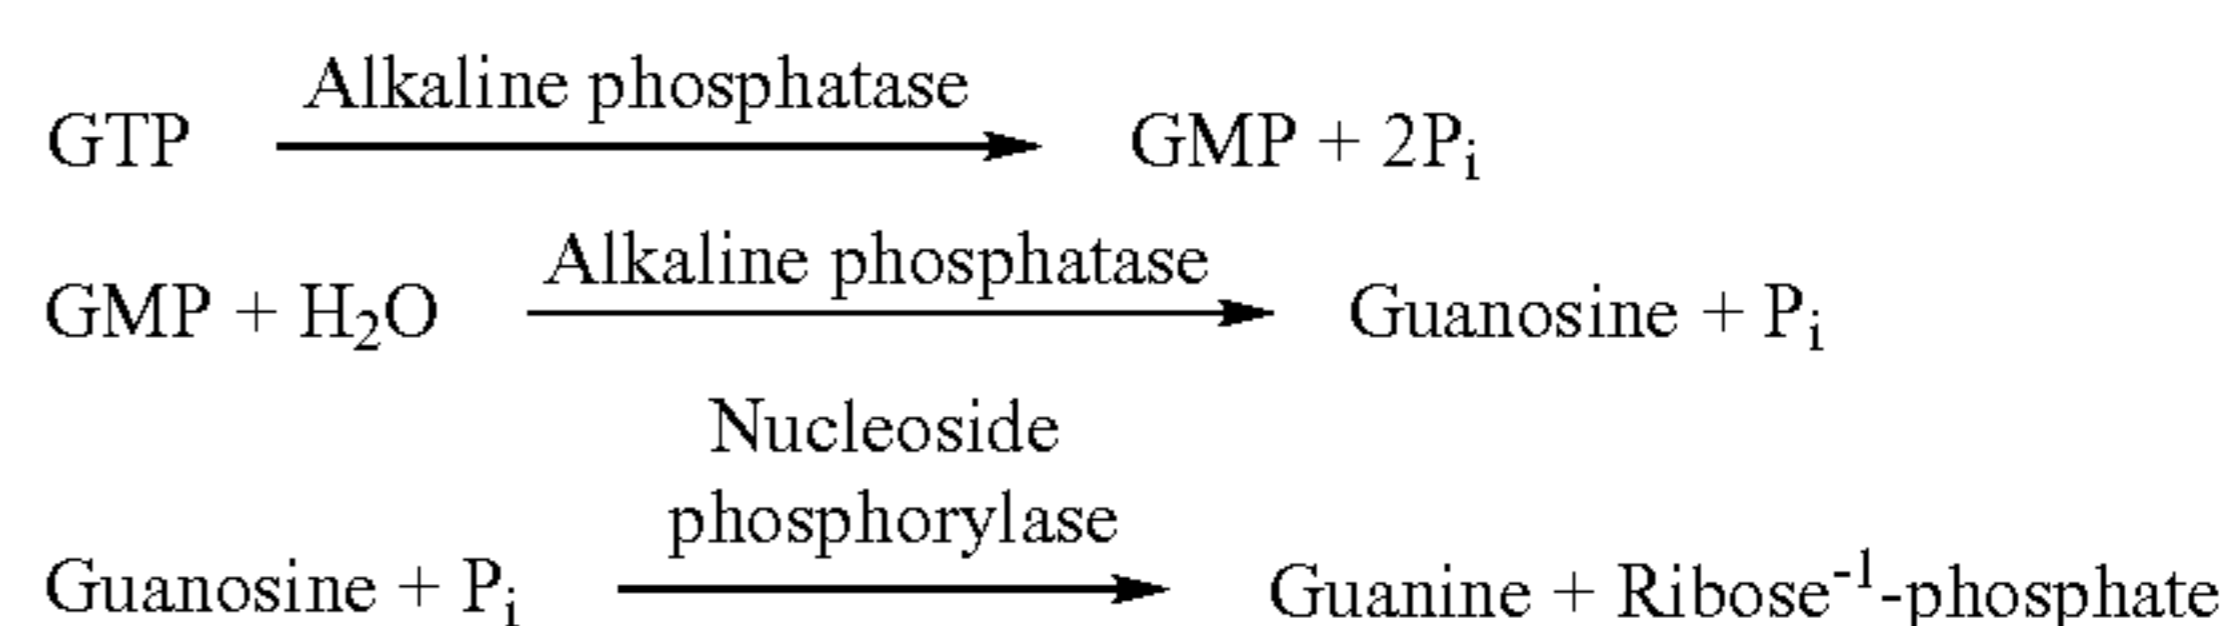 Alkaline phosphatase
GTP ⟶ GMP + 2Pᵢ
Alkaline phosphatase
GMP + H₂O ⟶ Guanosine + Pᵢ
Nucleoside
phosphorylase
Guanosine + Pᵢ ⟶ Guanine + Ribose⁻¹-phosphate